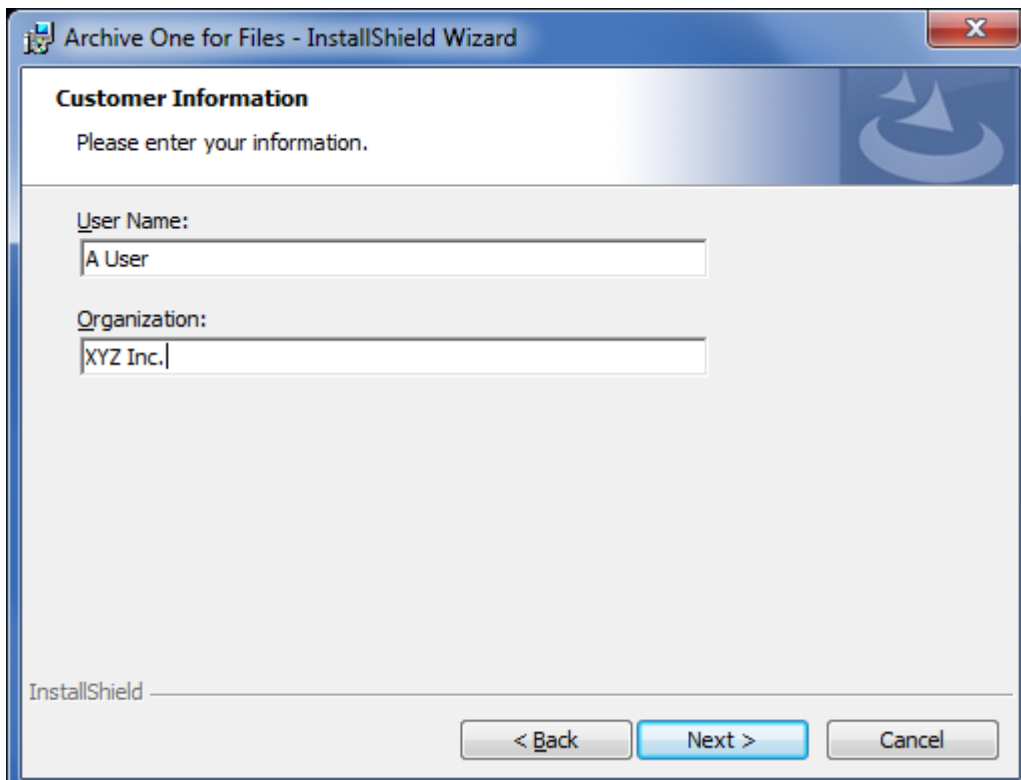 Archive One for Files - InstallShield Wizard
X
Customer Information
Please enter your information.
User Name:
A User
Organization:
XYZ Inc.
InstallShield
< Back
Next >
Cancel